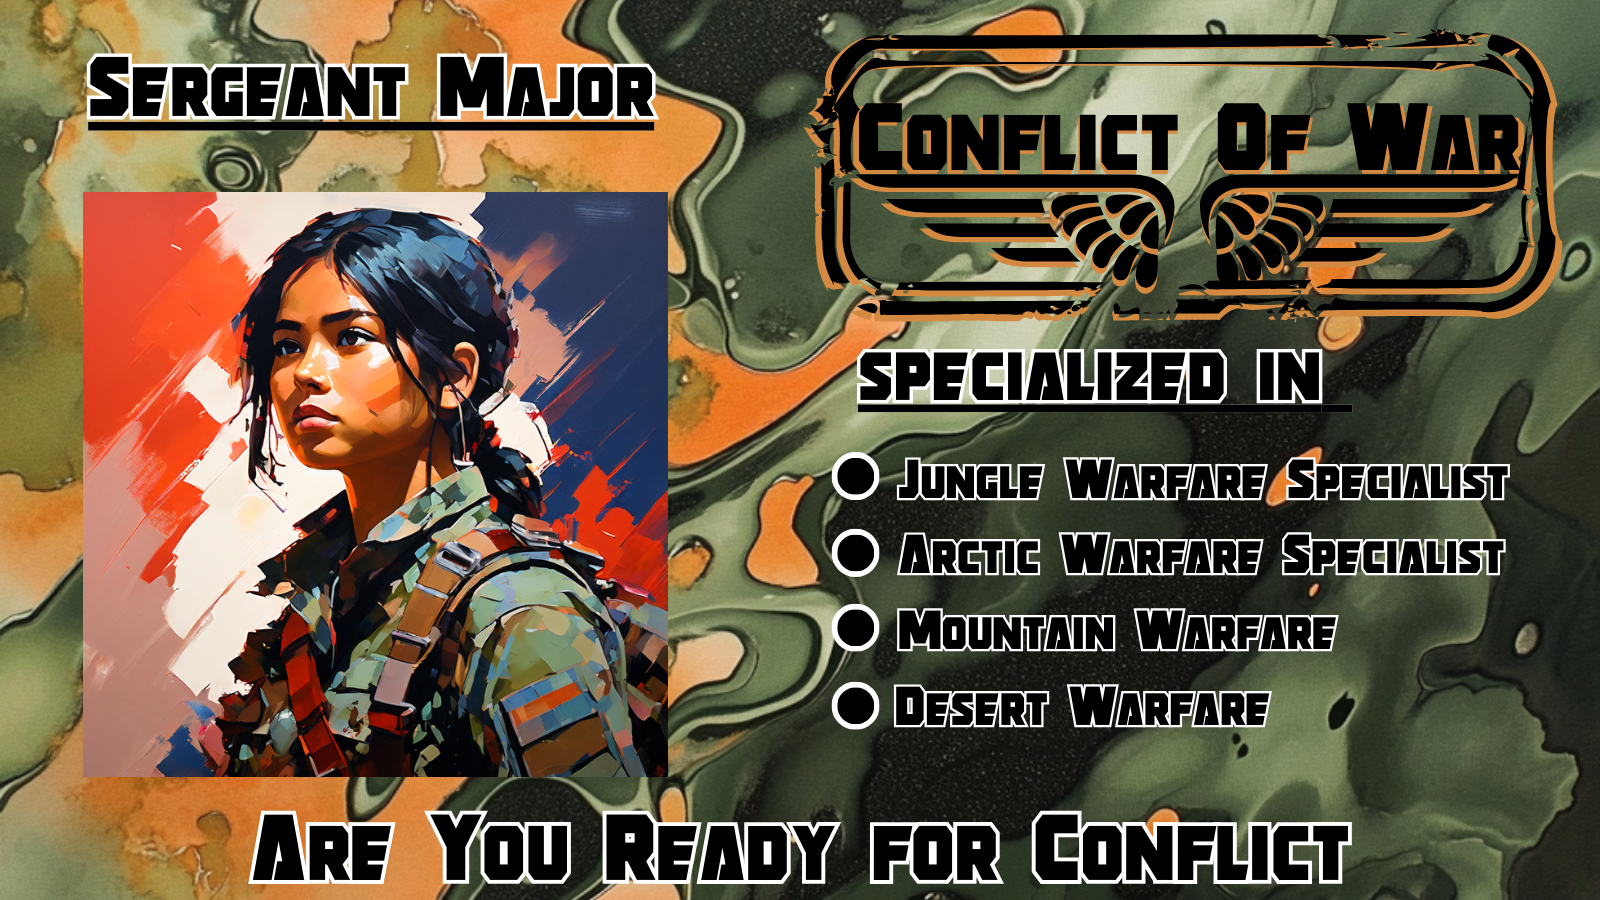 Sergeant Major
Conflict Of War
Specialized in
Jungle Warfare Specialist
Arctic Warfare Specialist
Mountain Warfare
Desert Warfare
Are You Ready for Conflict